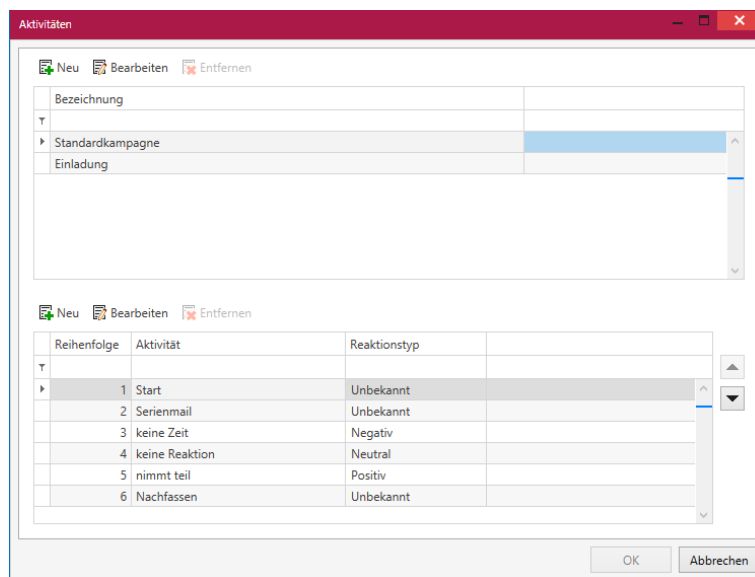 Aktivitäten
Neu Bearbeiten Entfernen
Bezeichnung
Standardkampagne
Einladung
Neu Bearbeiten Entfernen
Reihenfolge Aktivität Reaktionstyp
1 Start Unbekannt
2 Serienmail Unbekannt
3 keine Zeit Negativ
4 keine Reaktion Neutral
5 nimmt teil Positiv
6 Nachfassen Unbekannt
OK Abbrechen